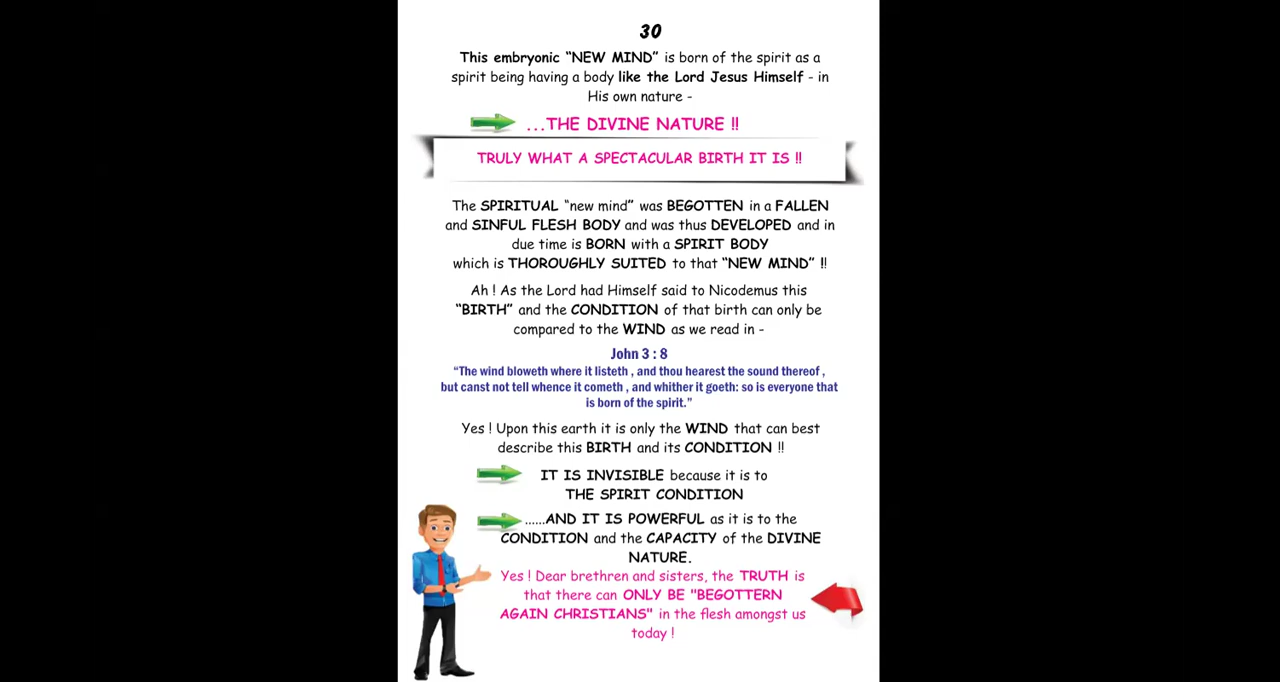 30
This embryonic “NEW MIND” is born of the spirit as a
spirit being having a body like the Lord Jesus Himself - in
His own nature -
...THE DIVINE NATURE !!
TRULY WHAT A SPECTACULAR BIRTH IT IS !!
The SPIRITUAL “new mind” was BEGOTTEN in a FALLEN
and SINFUL FLESH BODY and was thus DEVELOPED and in
due time is BORN with a SPIRIT BODY
which is THOROUGHLY SUITED to that “NEW MIND” !!
Ah ! As the Lord had Himself said to Nicodemus this
“BIRTH” and the CONDITION of that birth can only be
compared to the WIND as we read in -
John 3 : 8
“The wind bloweth where it listeth , and thou hearest the sound thereof ,
but canst not tell whence it cometh , and whither it goeth: so is everyone that
is born of the spirit.”
Yes ! Upon this earth it is only the WIND that can best
describe this BIRTH and its CONDITION !!
IT IS INVISIBLE because it is to
THE SPIRIT CONDITION
......AND IT IS POWERFUL as it is to the
CONDITION and the CAPACITY of the DIVINE
NATURE.
Yes ! Dear brethren and sisters, the TRUTH is
that there can ONLY BE "BEGOTTERN
AGAIN CHRISTIANS" in the flesh amongst us
today !